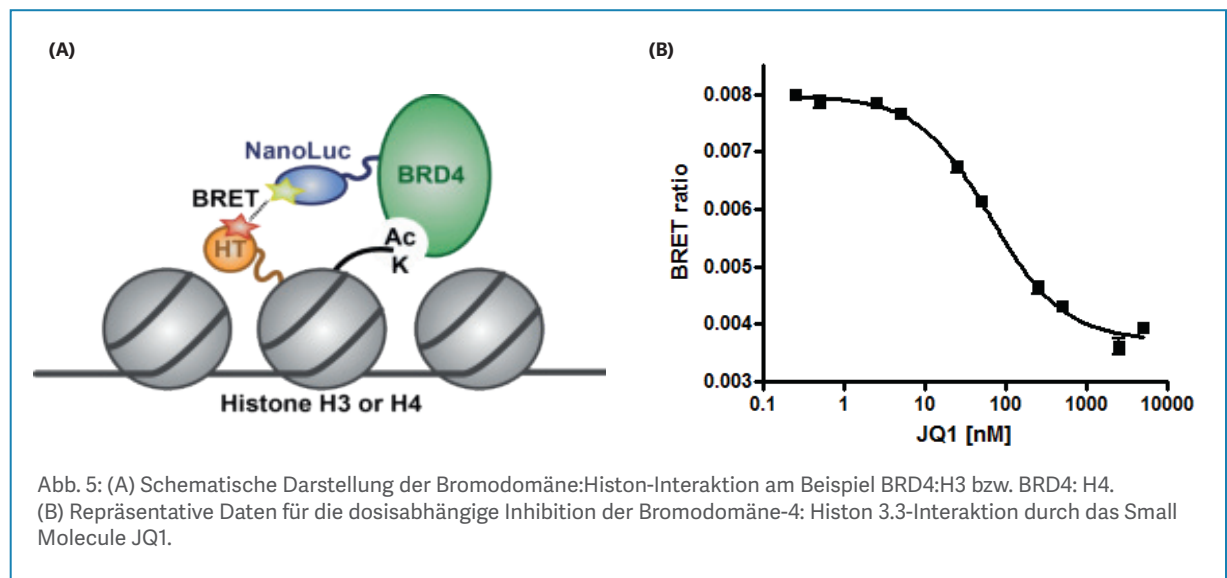 (A)
NanoLuc
BRD4
BRET
HT
Ac
K
Histone H3 or H4
(B)
0.008
0.007
0.006
0.005
0.004
0.003
BRET ratio
0.1
1
10
100
1000
10000
JQ1 [nM]
Abb. 5: (A) Schematische Darstellung der Bromodomäne:Histon-Interaktion am Beispiel BRD4:H3 bzw. BRD4: H4.
(B) Repräsentative Daten für die dosisabhängige Inhibition der Bromodomäne-4: Histon 3.3-Interaktion durch das Small
Molecule JQ1.